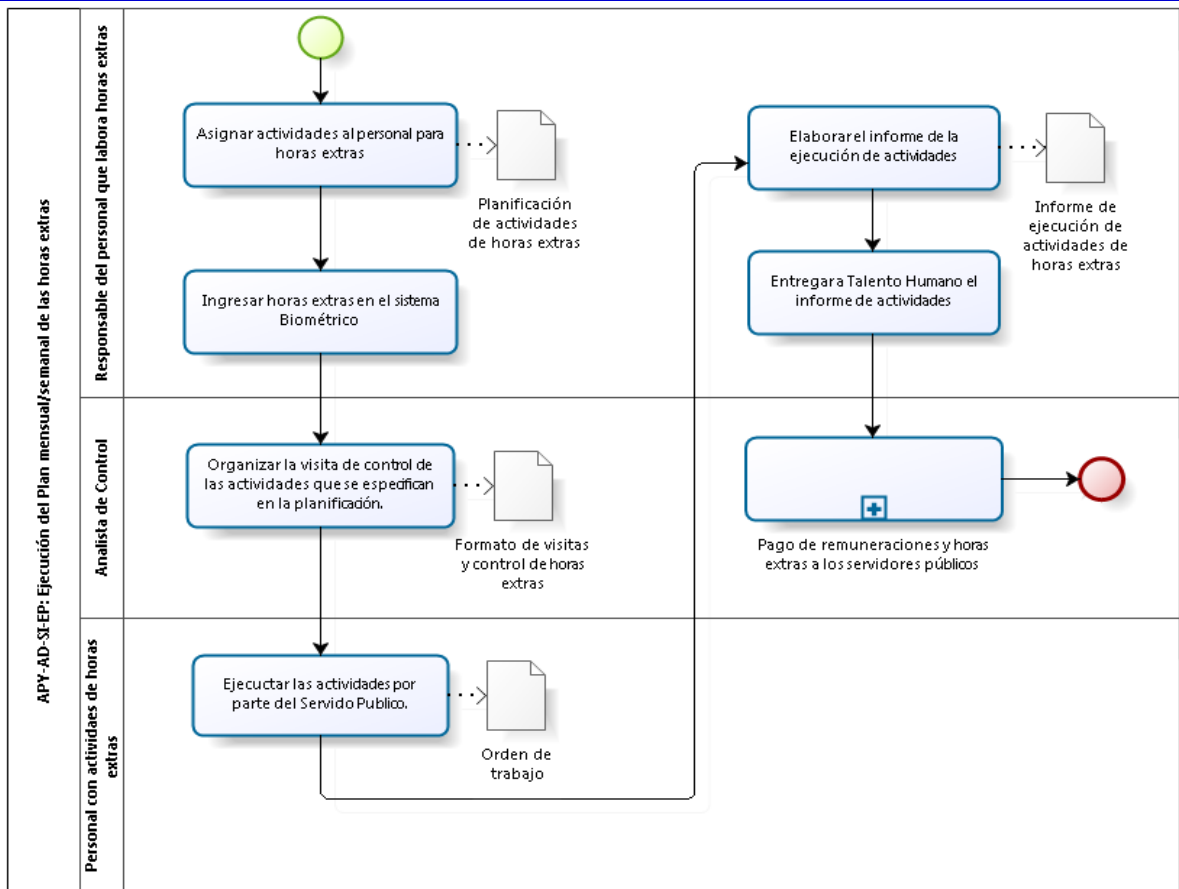 APY-AD-SI-EP: Ejecución del Plan mensual/semanal de las horas extras
Responsable del personal que labora horas extras
Asignar actividades al personal para
horas extras
Planificación
de actividades
de horas extras
Ingresar horas extras en el sistema
Biométrico
Elaborar el informe de la
ejecución de actividades
Informe de
ejecución de
actividades de
horas extras
Entregar a Talento Humano el
informe de actividades
Analista de Control
Organizar la visita de control de
las actividades que se especifican
en la planificación.
Formato de visitas
y control de horas
extras
Pago de remuneraciones y horas
extras a los servidores públicos
Personal con actividaes de horas
extras
Ejecuctar las actividades por
parte del Servido Publico.
Orden de
trabajo